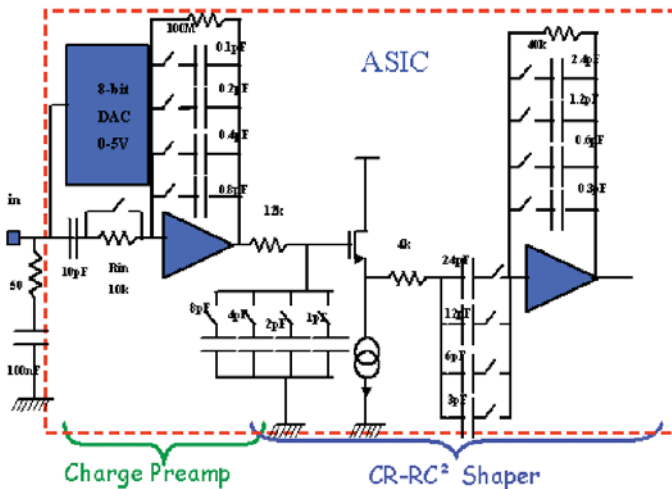 100M
40k
0.1pF
2.4pF
ASIC
8-bit
0.2pF
1.2pF
DAC
0-5V
0.4pF
0.6pF
in
0.8pF
0.3pF
12k
4k
24pF
10pF
Rin
10k
50
8pF
4pF
2pF
1pF
12pF
100nF
6pF
3pF
Charge Preamp
CR-RC² Shaper